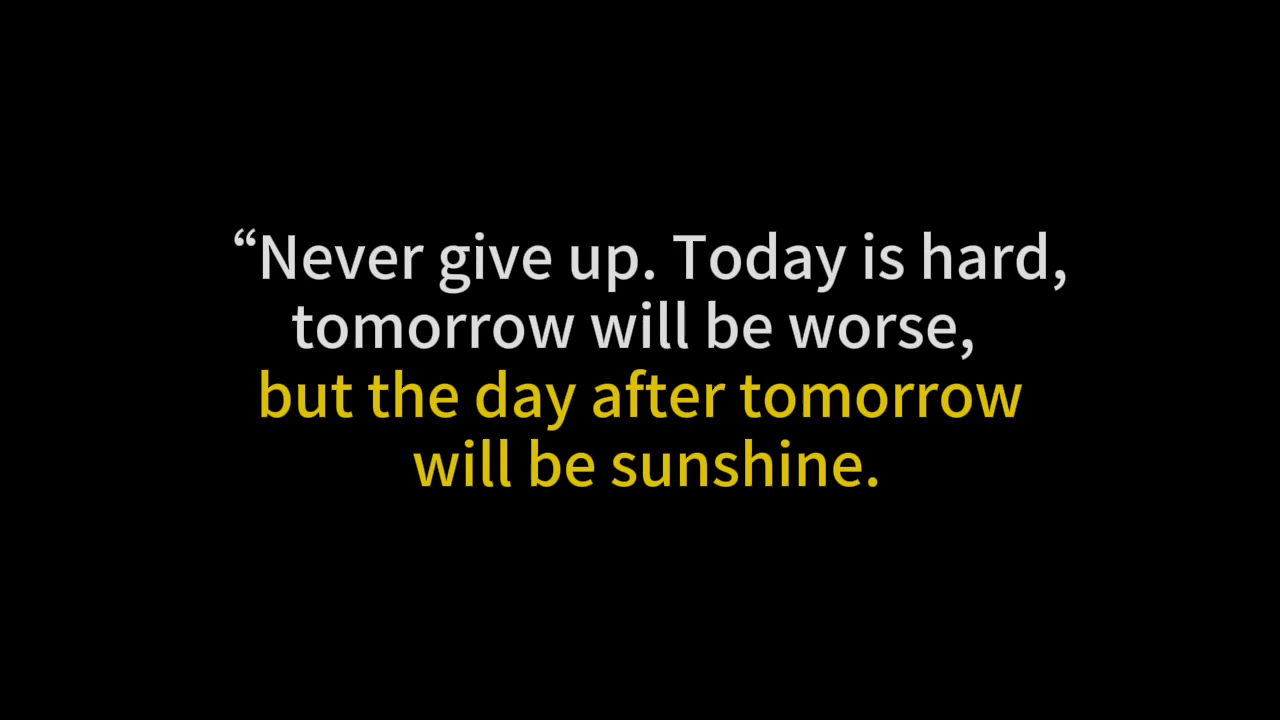 “Never give up. Today is hard,
tomorrow will be worse,
but the day after tomorrow
will be sunshine.